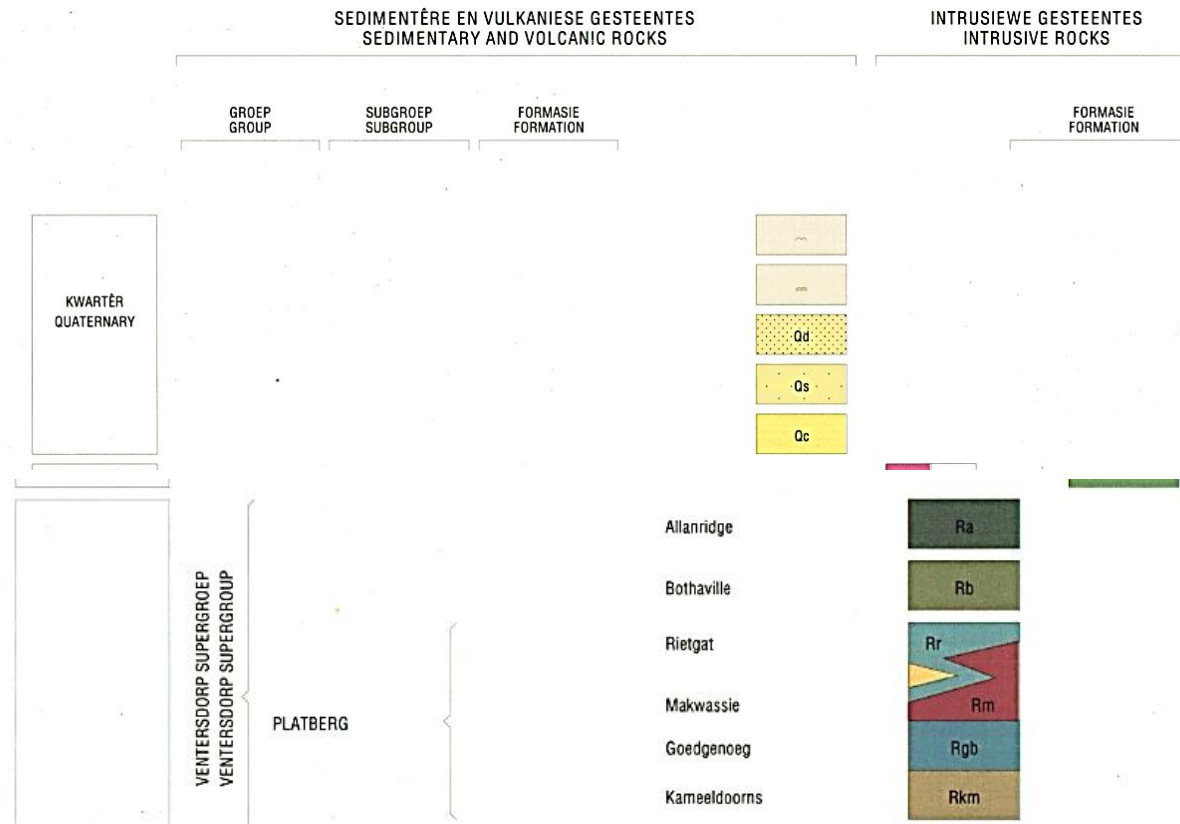 SEDIMENTÊRE EN VULKANIESE GESTEENTES
SEDIMENTARY AND VOLCANIC ROCKS
INTRUSIEWE GESTEENTES
INTRUSIVE ROCKS
GROEP
GROUP
SUBGROEP
SUBGROUP
FORMASIE
FORMATION
FORMASIE
FORMATION
KWARTÊR
QUATERNARY
Qd
Qs
Qc
VENTERSDORP SUPERGROEP
VENTERSDORP SUPERGROUP
PLATBERG
Allanridge
Ra
Bothaville
Rb
Rietgat
Rr
Makwassie
Rm
Goedgenoeg
Rgb
Kameeldoorns
Rkm